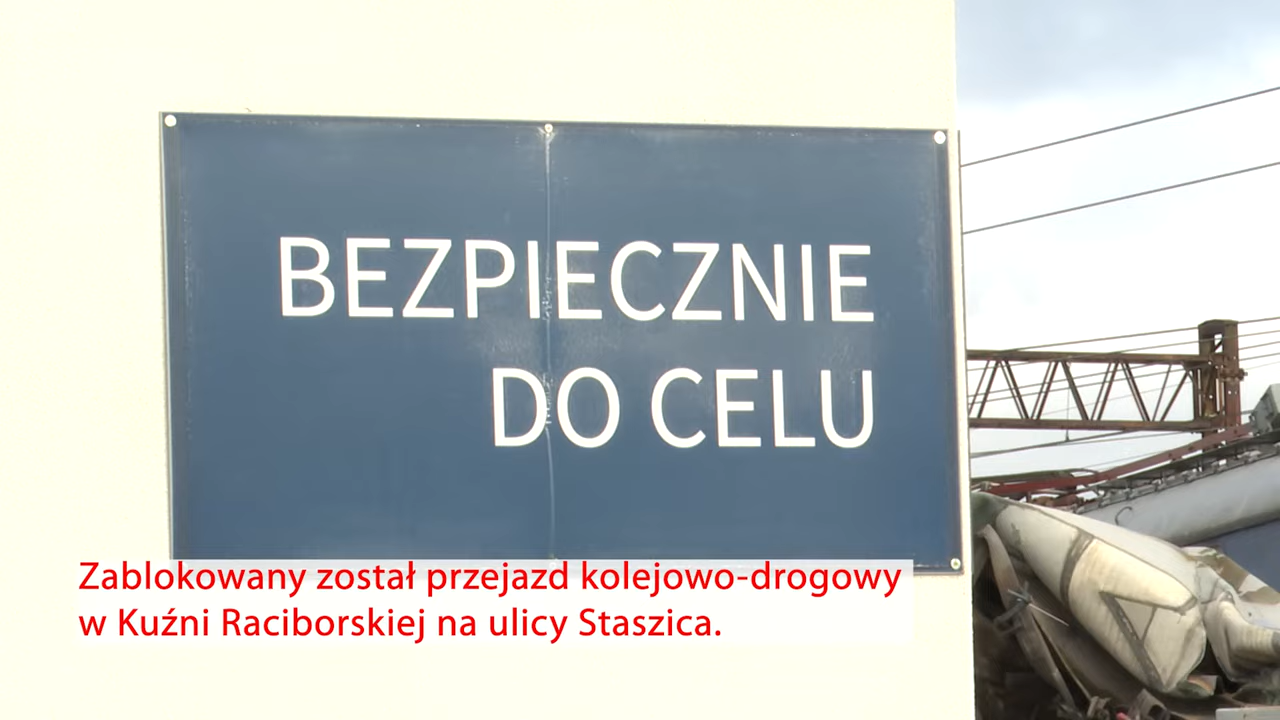 BEZPIECZNIE
DO CELU
Zablokowany został przejazd kolejowo-drogowy
w Kuźni Raciborskiej na ulicy Staszica.